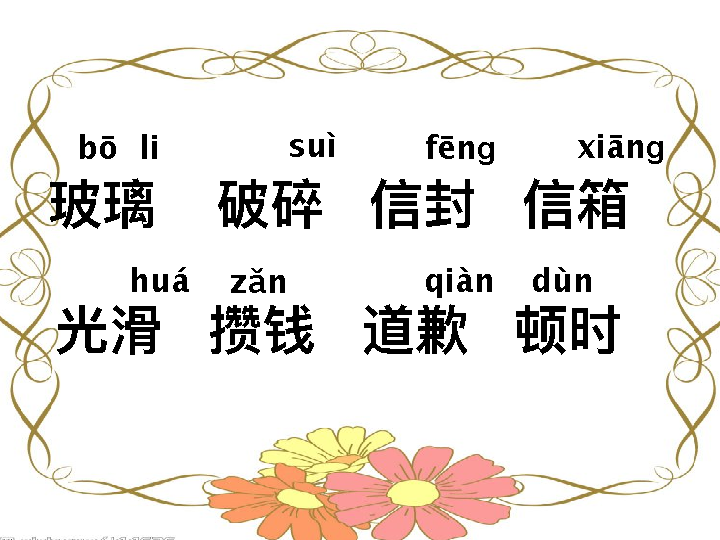 bō li suì fēng xiāng
玻璃 破碎 信封 信箱
huá zǎn qiàn dùn
光滑 攒钱 道歉 顿时